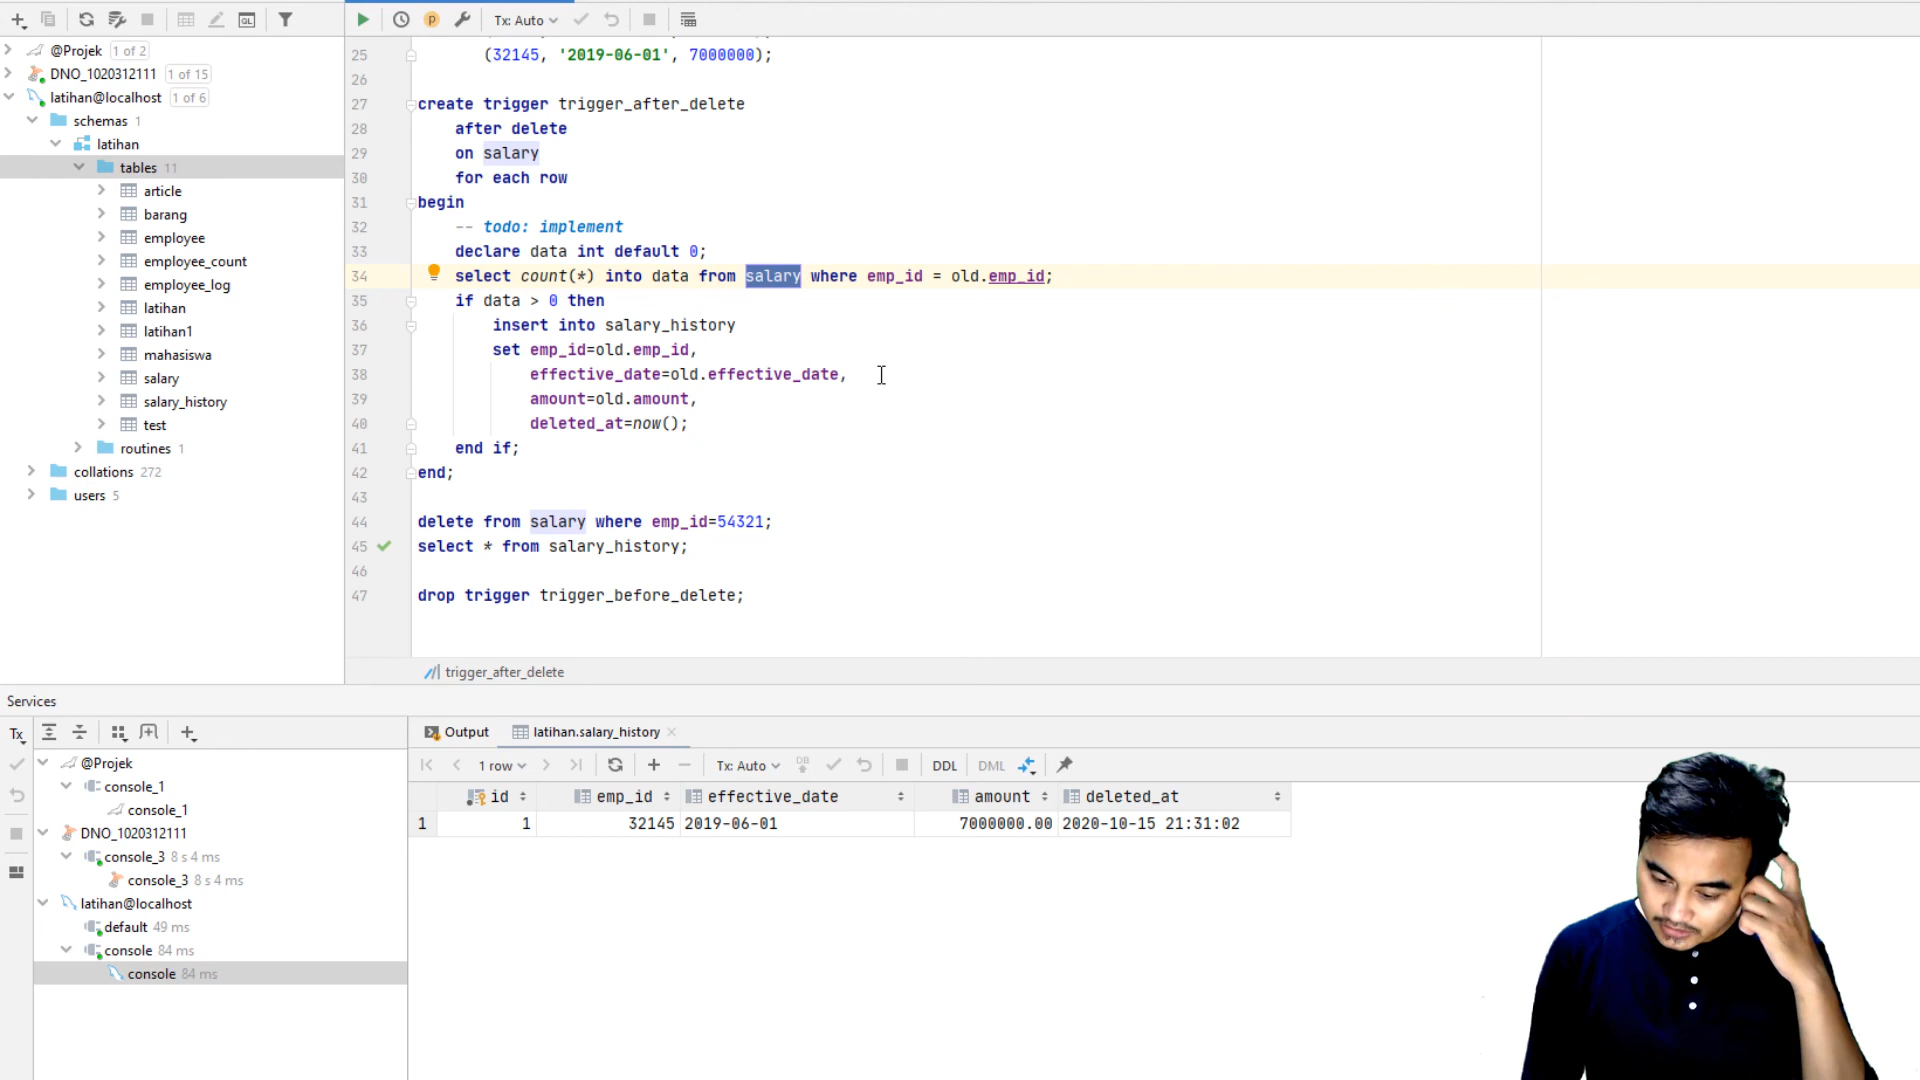 Tx: Auto
@Projek 1 of 2
DNO_1020312111 1 of 15
latihan@localhost 1 of 6
schemas 1
latihan
tables 11
article
barang
employee
employee_count
employee_log
latihan
latihan1
mahasiswa
salary
salary_history
test
routines 1
collations 272
users 5
25 (32145, '2019-06-01', 7000000);
26
27 create trigger trigger_after_delete
28 after delete
29 on salary
30 for each row
31 begin
32 -- todo: implement
33 declare data int default 0;
34 select count(*) into data from salary where emp_id = old.emp_id;
35 if data > 0 then
36 insert into salary_history
37 set emp_id=old.emp_id,
38 effective_date=old.effective_date,
39 amount=old.amount,
40 deleted_at=now();
41 end if;
42 end;
43
44 delete from salary where emp_id=54321;
45 select * from salary_history;
46
47 drop trigger trigger_before_delete;
trigger_after_delete
Services
Tx
@Projek
console_1
console_1
DNO_1020312111
console_3 8 s 4 ms
console_3 8 s 4 ms
latihan@localhost
default 49 ms
console 84 ms
console 84 ms
Output latihan.salary_history
1 row Tx: Auto DB DDL DML
id emp_id effective_date amount deleted_at
1 1 32145 2019-06-01 7000000.00 2020-10-15 21:31:02